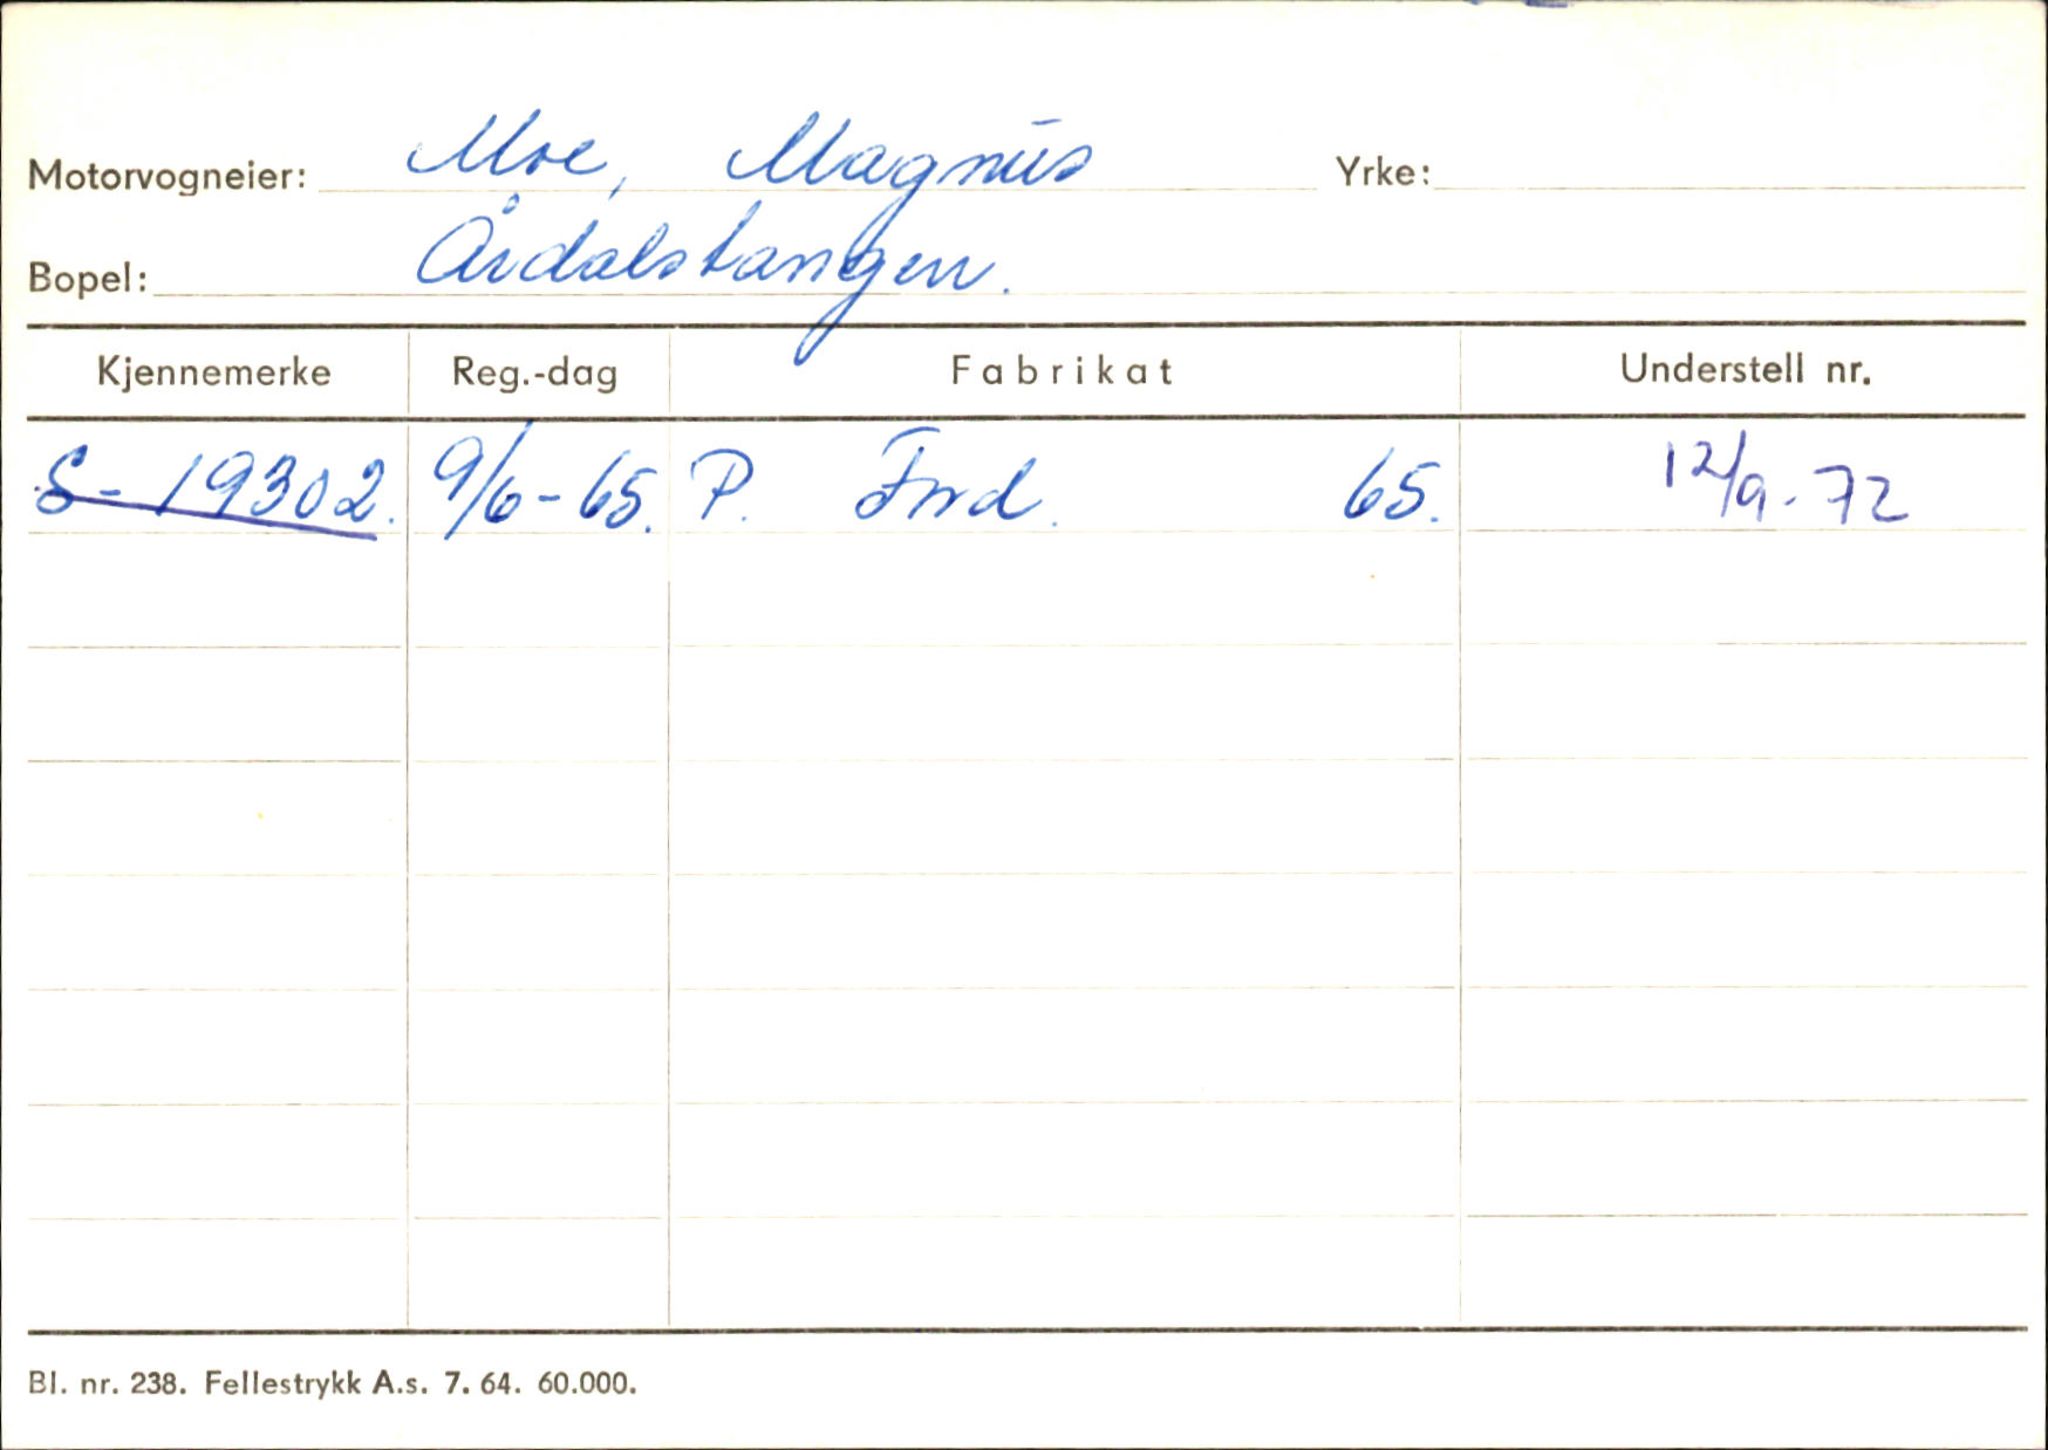 Motorvogneier: Moe, Magnus Yrke:
Bopel: Årdalstangen.
Kjennemerke Reg.-dag Fabrikat Understell nr.
S-19302. 9/6-65. P. Ford. 65. 12/9-72
Bl. nr. 238. Fellestrykk A.s. 7.64. 60.000.